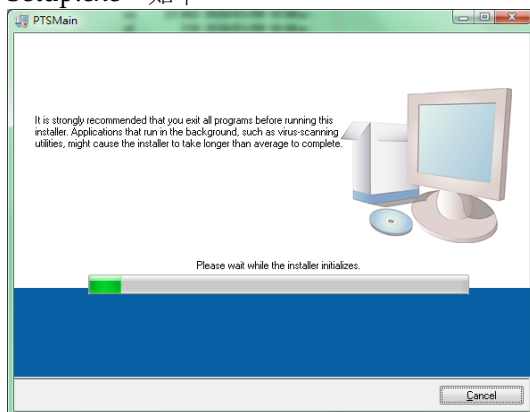 PTSMain
It is strongly recommended that you exit all programs before running this
installer. Applications that run in the background, such as virus-scanning
utilities, might cause the installer to take longer than average to complete.
Please wait while the installer initializes.
Cancel